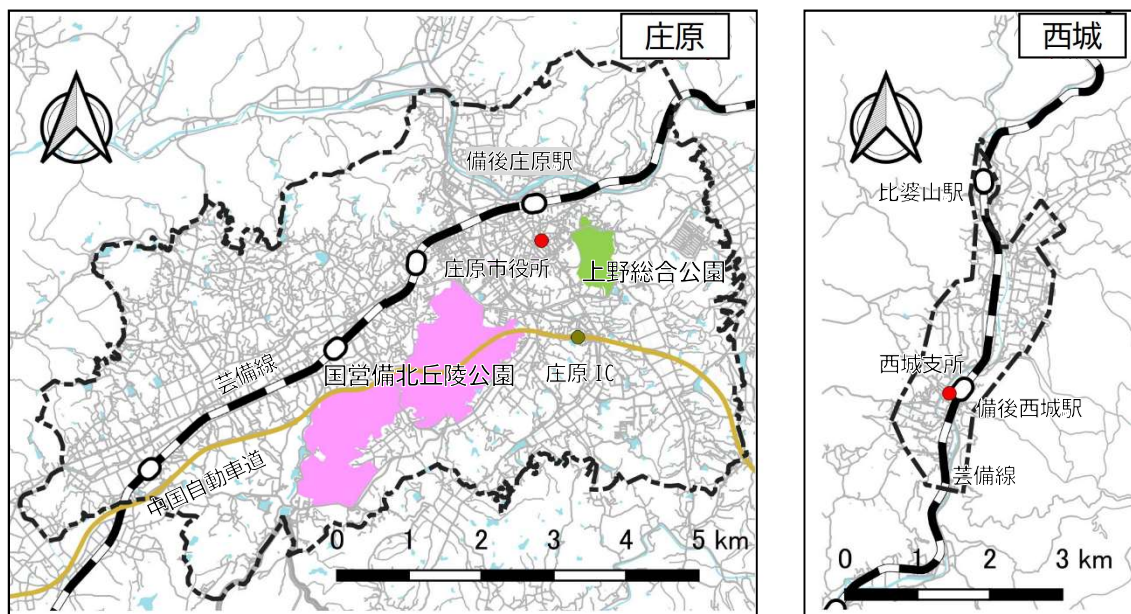 庄原
備後庄原駅
庄原市役所
上野総合公園
芸備線
国営備北丘陵公園
庄原 IC
中国自動車道
0 1 2 3 4 5 km
西城
比婆山駅
西城支所
備後西城駅
芸備線
0 1 2 3 km